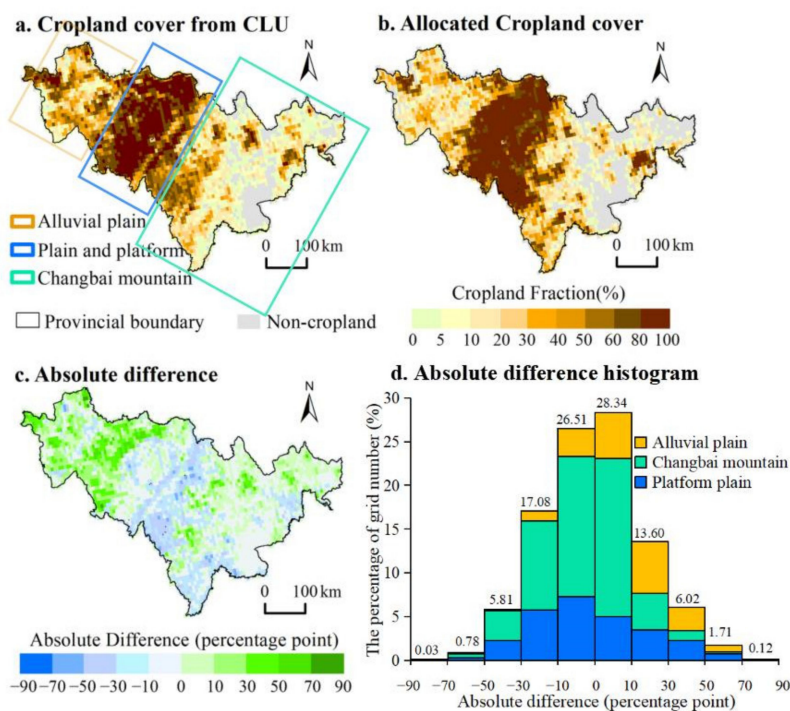 a. Cropland cover from CLU
N
Alluvial plain
Plain and platform
Changbai mountain
0 100 km
Provincial boundary
Non-cropland
b. Allocated Cropland cover
N
0 100 km
Cropland Fraction(%)
0 5 10 20 30 40 50 60 80 100
c. Absolute difference
N
0 100 km
Absolute Difference (percentage point)
−90 −70 −50 −30 −10 0 10 30 50 70 90
d. Absolute difference histogram
The percentage of grid number (%)
30
25
20
15
10
5
0
0.03
0.78
5.81
17.08
26.51
28.34
13.60
6.02
1.71
0.12
Alluvial plain
Changbai mountain
Platform plain
−90 −70 −50 −30 −10 0 10 30 50 70 90
Absolute difference (percentage point)